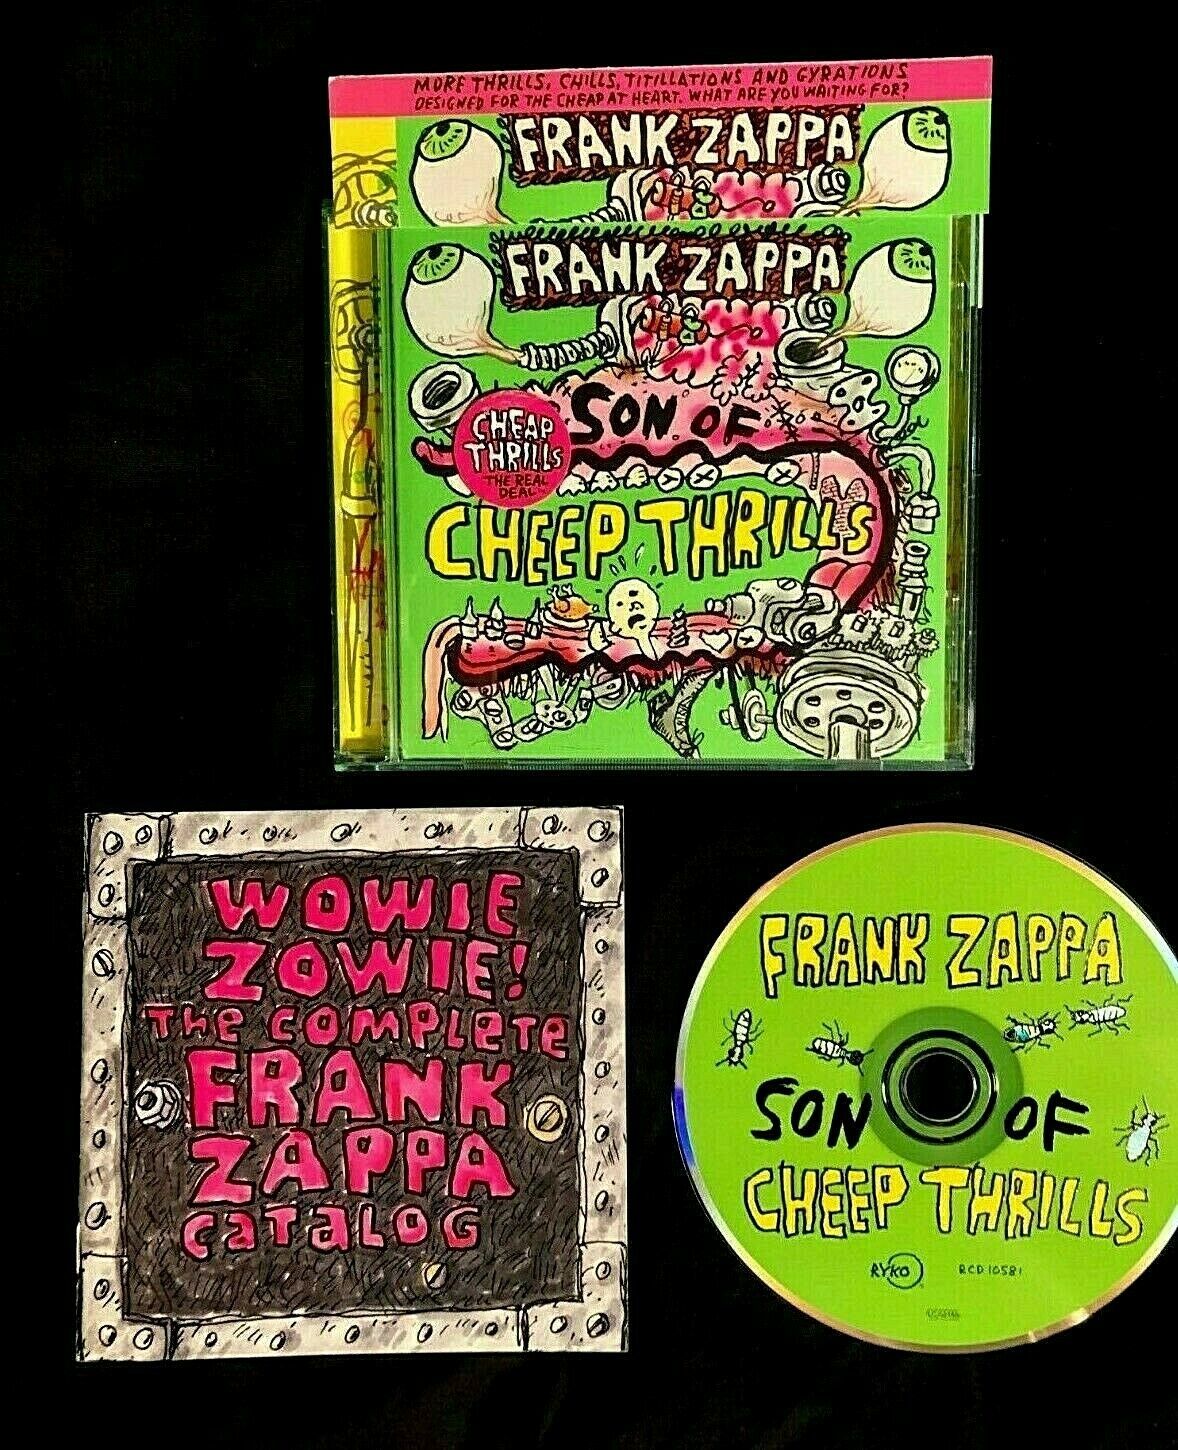 MORE THRILLS, CHILLS, TITILLATIONS AND GYRATIONS
DESIGNED FOR THE CHEAP AT HEART. WHAT ARE YOU WAITING FOR?
FRANK ZAPPA
FRANK ZAPPA
SON OF
CHEAP
THRILLS
THE REAL
DEAL
CHEEP THRILLS
WOWIE
ZOWIE!
THE COMPLETE
FRANK
ZAPPA
CATALOG
FRANK ZAPPA
SON OF
CHEEP THRILLS
RYKO
RCD 10581